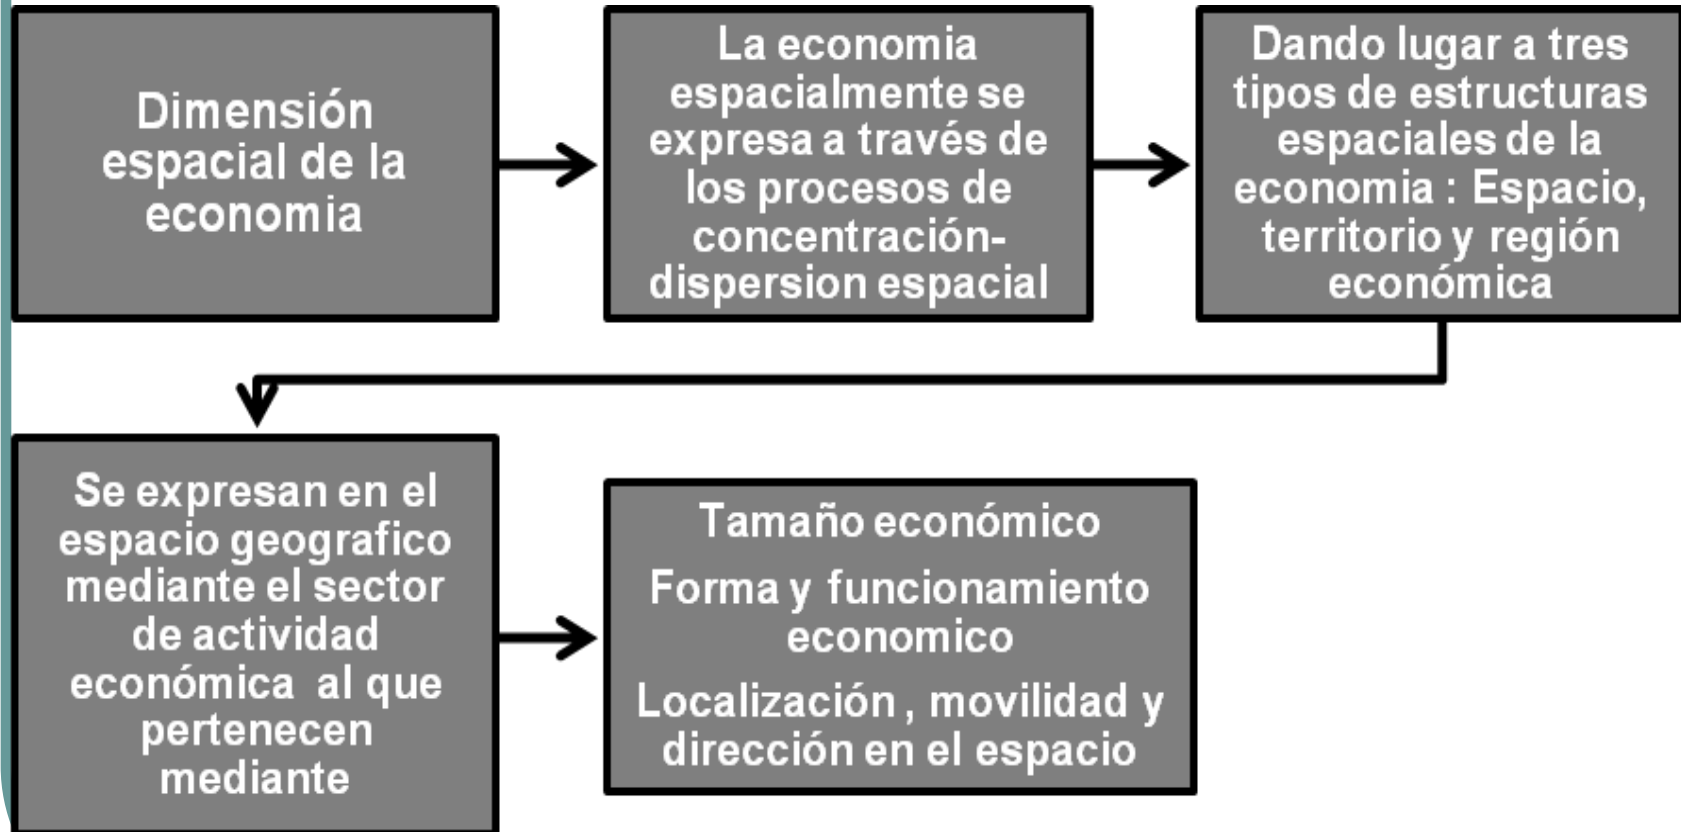 Dimensión
espacial de la
economia
La economia
espacialmente se
expresa a través de
los procesos de
concentración-
dispersion espacial
Dando lugar a tres
tipos de estructuras
espaciales de la
economia : Espacio,
territorio y región
económica
Se expresan en el
espacio geografico
mediante el sector
de actividad
económica al que
pertenecen
mediante
Tamaño económico
Forma y funcionamiento
economico
Localización , movilidad y
dirección en el espacio